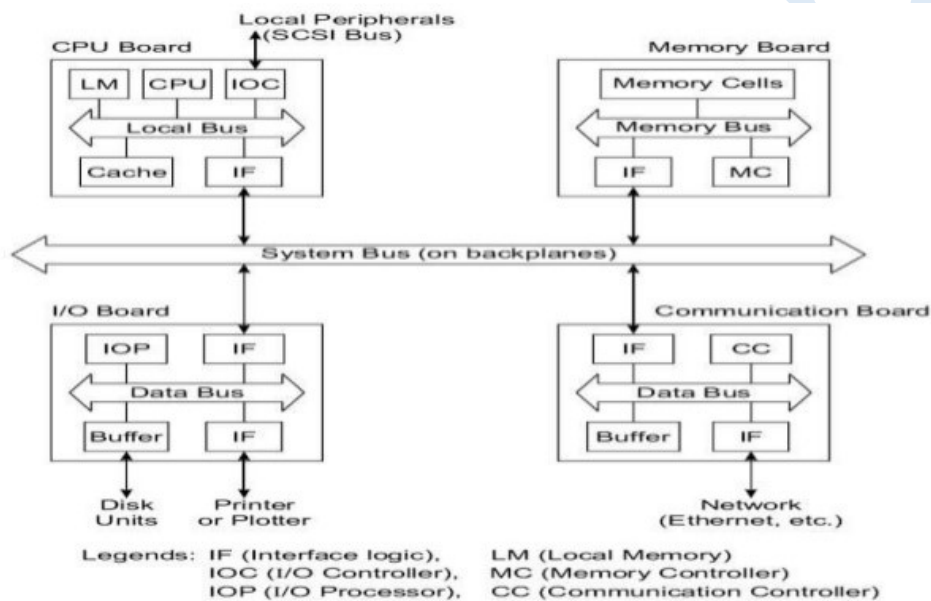 Local Peripherals
(SCSI Bus)
CPU Board
LM CPU IOC
Local Bus
Cache IF
Memory Board
Memory Cells
Memory Bus
IF MC
System Bus (on backplanes)
I/O Board
IOP IF
Data Bus
Buffer IF
Disk
Units
Printer
or Plotter
Communication Board
IF CC
Data Bus
Buffer IF
Network
(Ethernet, etc.)
Legends: IF (Interface logic), LM (Local Memory)
IOC (I/O Controller), MC (Memory Controller)
IOP (I/O Processor), CC (Communication Controller)